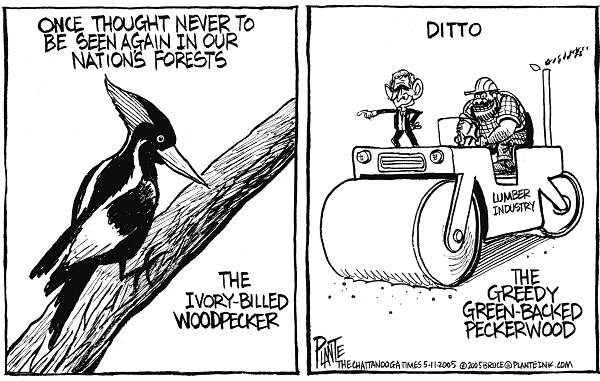 ONCE THOUGHT NEVER TO
BE SEEN AGAIN IN OUR
NATION'S FORESTS
THE
IVORY-BILLED
WOODPECKER
DITTO
LUMBER
INDUSTRY
THE
GREEDY
GREEN-BACKED
PECKERWOOD
PLANTE
THE CHATTANOOGA TIMES 5-11-2005 ©2005 BRUCE@PLANTEINK.COM